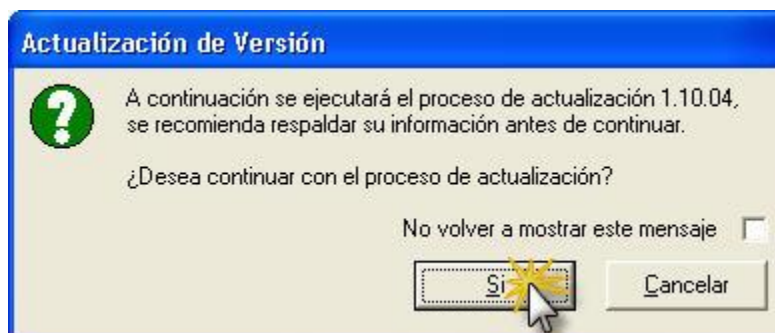 Actualización de Versión
A continuación se ejecutará el proceso de actualización 1.10.04,
se recomienda respaldar su información antes de continuar.
¿Desea continuar con el proceso de actualización?
No volver a mostrar este mensaje
Si
Cancelar